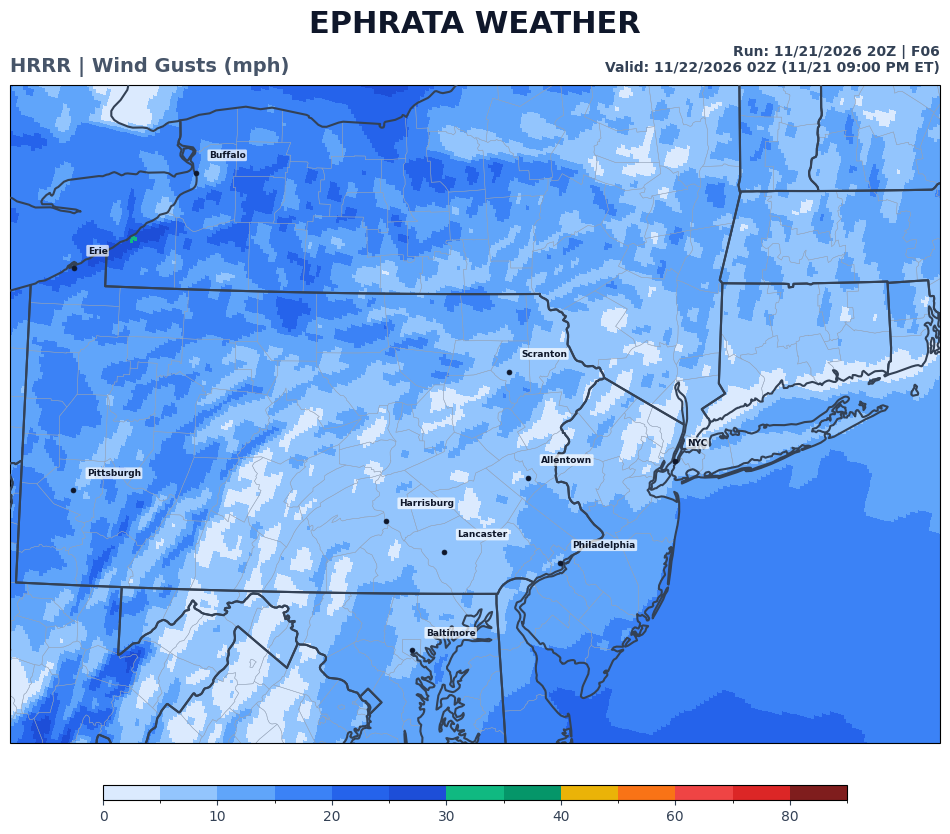 EPHRATA WEATHER
HRRR | Wind Gusts (mph)
Run: 11/21/2026 20Z | F06
Valid: 11/22/2026 02Z (11/21 09:00 PM ET)
Buffalo
Erie
Scranton
NYC
Allentown
Pittsburgh
Harrisburg
Lancaster
Philadelphia
Baltimore
0 10 20 30 40 60 80